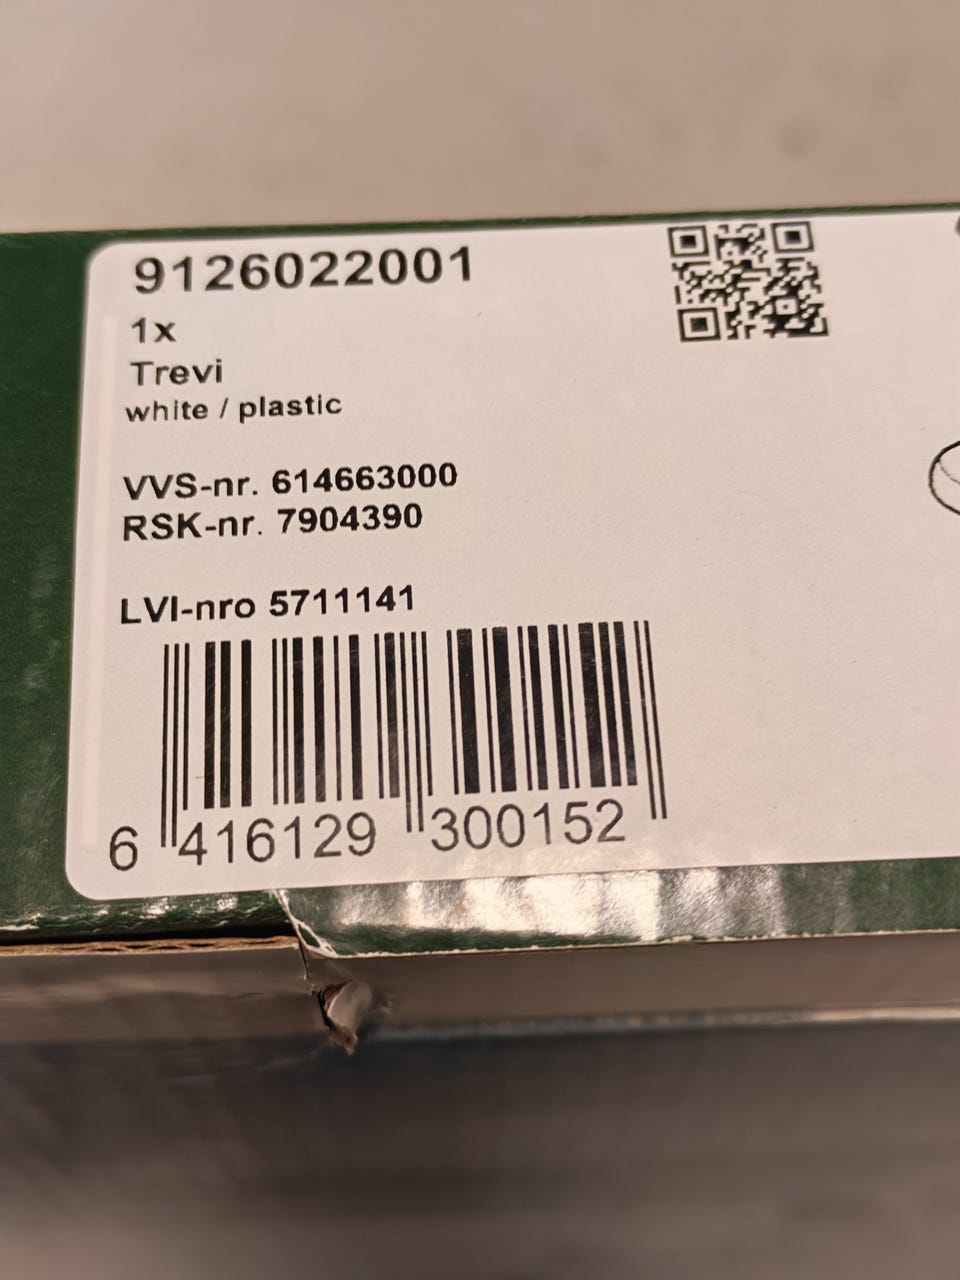 9126022001
1x
Trevi
white / plastic
VVS-nr. 614663000
RSK-nr. 7904390
LVI-nro 5711141
6 416129 300152